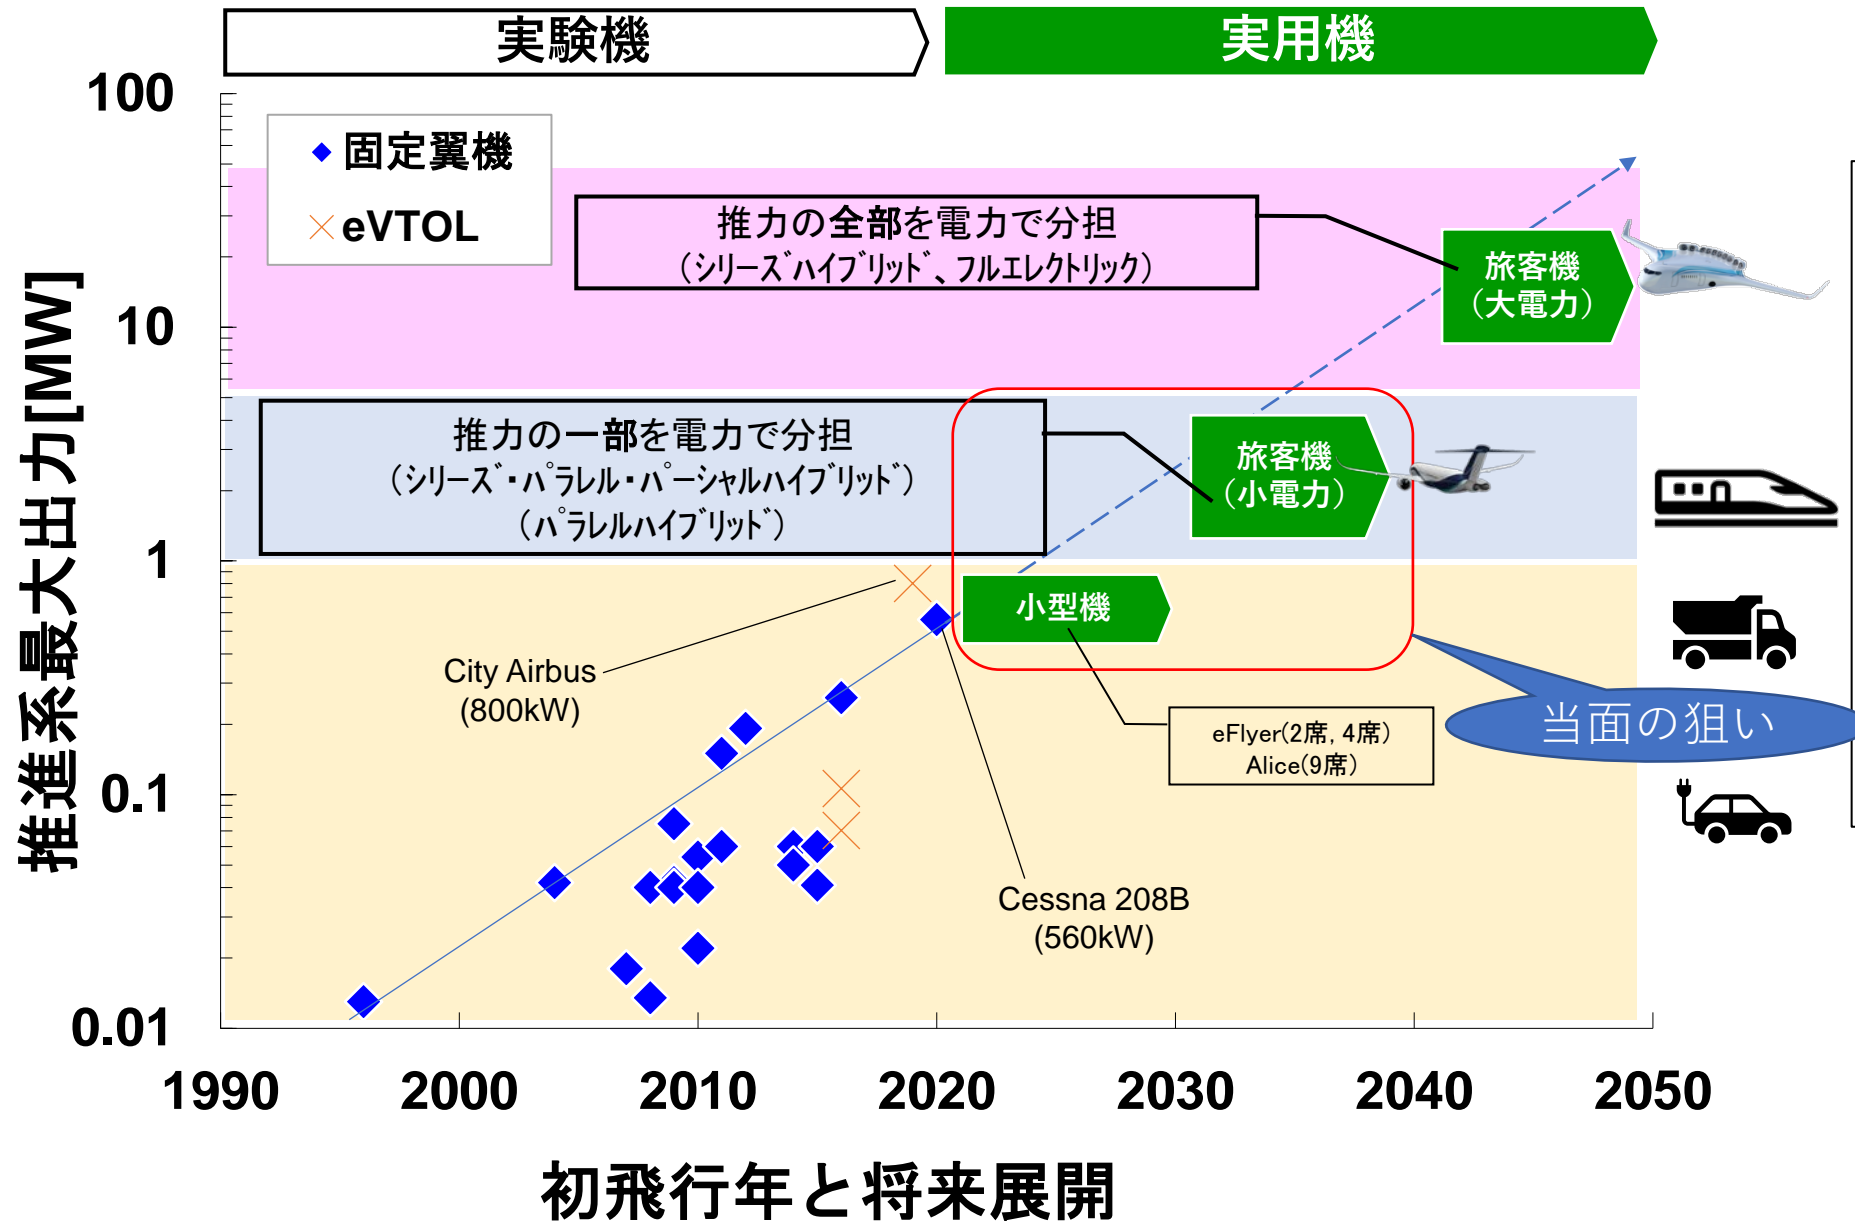 実験機
実用機
100
10
1
0.1
0.01
推進系最大出力[MW]
固定翼機
eVTOL
推力の全部を電力で分担
（シリーズハイブリッド、フルエレクトリック）
旅客機
（大電力）
推力の一部を電力で分担
（シリーズ・パラレル・パーシャルハイブリッド）
（パラレルハイブリッド）
旅客機
（小電力）
小型機
City Airbus
(800kW)
eFlyer(2席, 4席)
Alice(9席)
当面の狙い
Cessna 208B
(560kW)
1990
2000
2010
2020
2030
2040
2050
初飛行年と将来展開